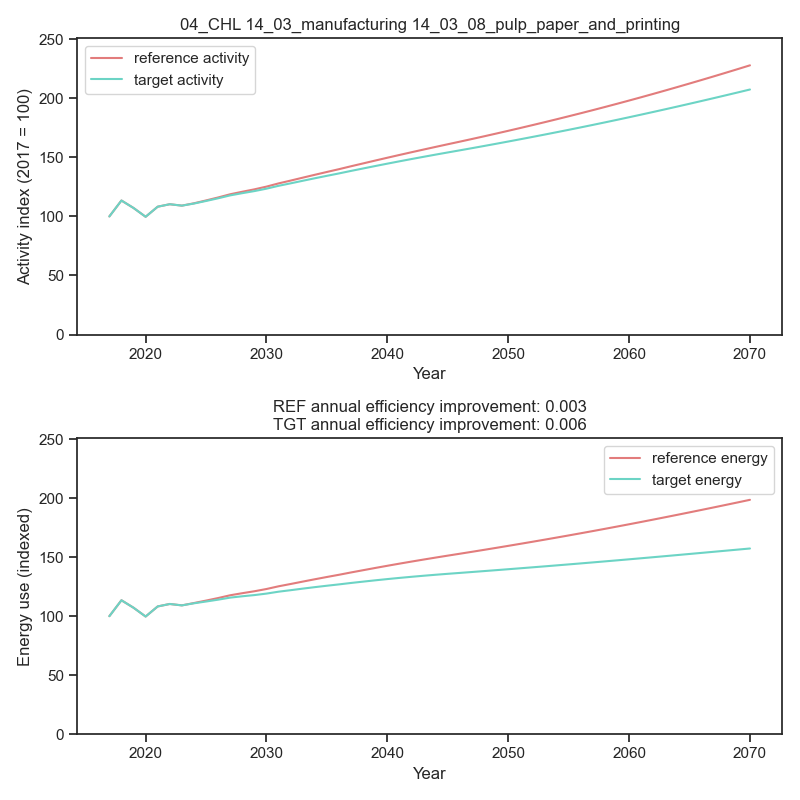 04_CHL 14_03_manufacturing 14_03_08_pulp_paper_and_printing
250
200
150
100
50
0
Activity index (2017 = 100)
reference activity
target activity
2020 2030 2040 2050 2060 2070
Year
REF annual efficiency improvement: 0.003
TGT annual efficiency improvement: 0.006
250
200
150
100
50
0
Energy use (indexed)
reference energy
target energy
2020 2030 2040 2050 2060 2070
Year